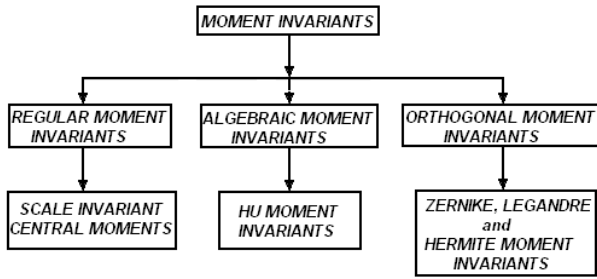 MOMENT INVARIANTS
REGULAR MOMENT
INVARIANTS
ALGEBRAIC MOMENT
INVARIANTS
ORTHOGONAL MOMENT
INVARIANTS
SCALE INVARIANT
CENTRAL MOMENTS
HU MOMENT
INVARIANTS
ZERNIKE, LEGANDRE
and
HERMITE MOMENT
INVARIANTS